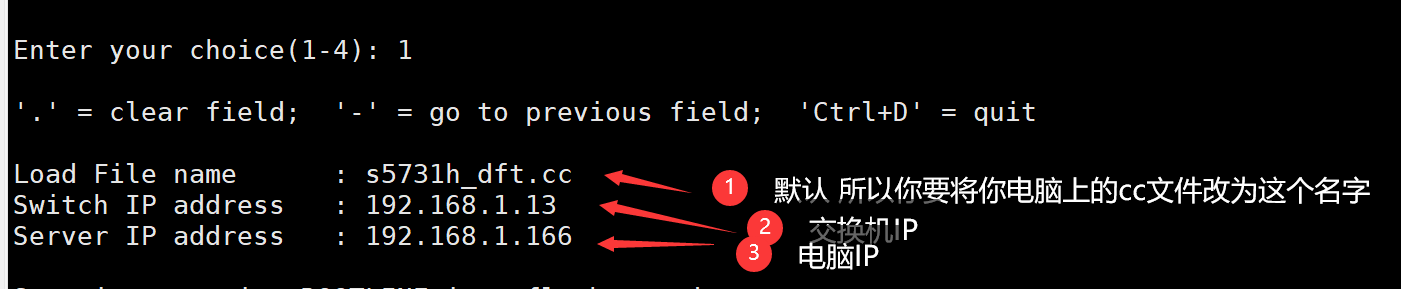 Enter your choice(1-4): 1
'.' = clear field;  '-' = go to previous field;  'Ctrl+D' = quit
Load File name      : s5731h_dft.cc
1 默认 所以你要将你电脑上的cc文件改为这个名字
Switch IP address   : 192.168.1.13
2 交换机IP
Server IP address   : 192.168.1.166
3 电脑IP